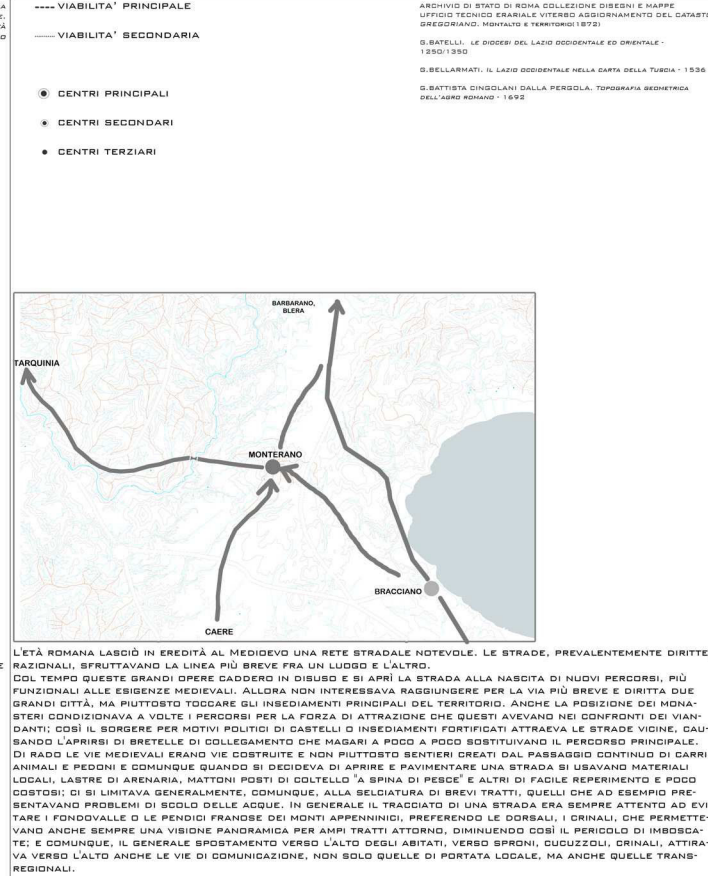 A
E.
TÀ
O
---- VIABILITA' PRINCIPALE
........ VIABILITA' SECONDARIA
CENTRI PRINCIPALI
CENTRI SECONDARI
CENTRI TERZIARI
ARCHIVIO DI STATO DI ROMA COLLEZIONE DISEGNI E MAPPE
UFFICIO TECNICO ERARIALE VITERBO AGGIORNAMENTO DEL CATASTO
GREGORIANO. MONTALTO E TERRITORIO(1872)
G.BATELLI. LE DIOCESI DEL LAZIO OCCIDENTALE ED ORIENTALE -
1250/1350
G.BELLARMATI. IL LAZIO OCCIDENTALE NELLA CARTA DELLA TUSCIA - 1536
G.BATTISTA CINGOLANI DALLA PERGOLA. TOPOGRAFIA GEOMETRICA
DELL'AGRO ROMANO - 1692
BARBARANO,
BLERA
TARQUINIA
MONTERANO
BRACCIANO
CAERE
L'ETÀ ROMANA LASCIÒ IN EREDITÀ AL MEDIOEVO UNA RETE STRADALE NOTEVOLE. LE STRADE, PREVALENTEMENTE DIRITTE
E RAZIONALI, SFRUTTAVANO LA LINEA PIÙ BREVE FRA UN LUOGO E L'ALTRO.
COL TEMPO QUESTE GRANDI OPERE CADDERO IN DISUSO E SI APRÌ LA STRADA ALLA NASCITA DI NUOVI PERCORSI, PIÙ
FUNZIONALI ALLE ESIGENZE MEDIEVALI. ALLORA NON INTERESSAVA RAGGIUNGERE PER LA VIA PIÙ BREVE E DIRITTA DUE
GRANDI CITTÀ, MA PIUTTOSTO TOCCARE GLI INSEDIAMENTI PRINCIPALI DEL TERRITORIO. ANCHE LA POSIZIONE DEI MONA-
STERI CONDIZIONAVA A VOLTE I PERCORSI PER LA FORZA DI ATTRAZIONE CHE QUESTI AVEVANO NEI CONFRONTI DEI VIAN-
DANTI; COSÌ IL SORGERE PER MOTIVI POLITICI DI CASTELLI O INSEDIAMENTI FORTIFICATI ATTRAEVA LE STRADE VICINE, CAU-
SANDO L'APRIRSI DI BRETELLE DI COLLEGAMENTO CHE MAGARI A POCO A POCO SOSTITUIVANO IL PERCORSO PRINCIPALE.
DI RADO LE VIE MEDIEVALI ERANO VIE COSTRUITE E NON PIUTTOSTO SENTIERI CREATI DAL PASSAGGIO CONTINUO DI CARRI,
ANIMALI E PEDONI E COMUNQUE QUANDO SI DECIDEVA DI APRIRE E PAVIMENTARE UNA STRADA SI USAVANO MATERIALI
LOCALI, LASTRE DI ARENARIA, MATTONI POSTI DI COLTELLO "A SPINA DI PESCE" E ALTRI DI FACILE REPERIMENTO E POCO
COSTOSI; CI SI LIMITAVA GENERALMENTE, COMUNQUE, ALLA SELCIATURA DI BREVI TRATTI, QUELLI CHE AD ESEMPIO PRE-
SENTAVANO PROBLEMI DI SCOLO DELLE ACQUE. IN GENERALE IL TRACCIATO DI UNA STRADA ERA SEMPRE ATTENTO AD EVI-
TARE I FONDOVALLE O LE PENDICI FRANOSE DEI MONTI APPENNINICI, PREFERENDO LE DORSALI, I CRINALI, CHE PERMETTE-
VANO ANCHE SEMPRE UNA VISIONE PANORAMICA PER AMPI TRATTI ATTORNO, DIMINUENDO COSÌ IL PERICOLO DI IMBOSCA-
TE; E COMUNQUE, IL GENERALE SPOSTAMENTO VERSO L'ALTO DEGLI ABITATI, VERSO SPRONI, CUCUZZOLI, CRINALI, ATTIRA-
VA VERSO L'ALTO ANCHE LE VIE DI COMUNICAZIONE, NON SOLO QUELLE DI PORTATA LOCALE, MA ANCHE QUELLE TRANS-
REGIONALI.